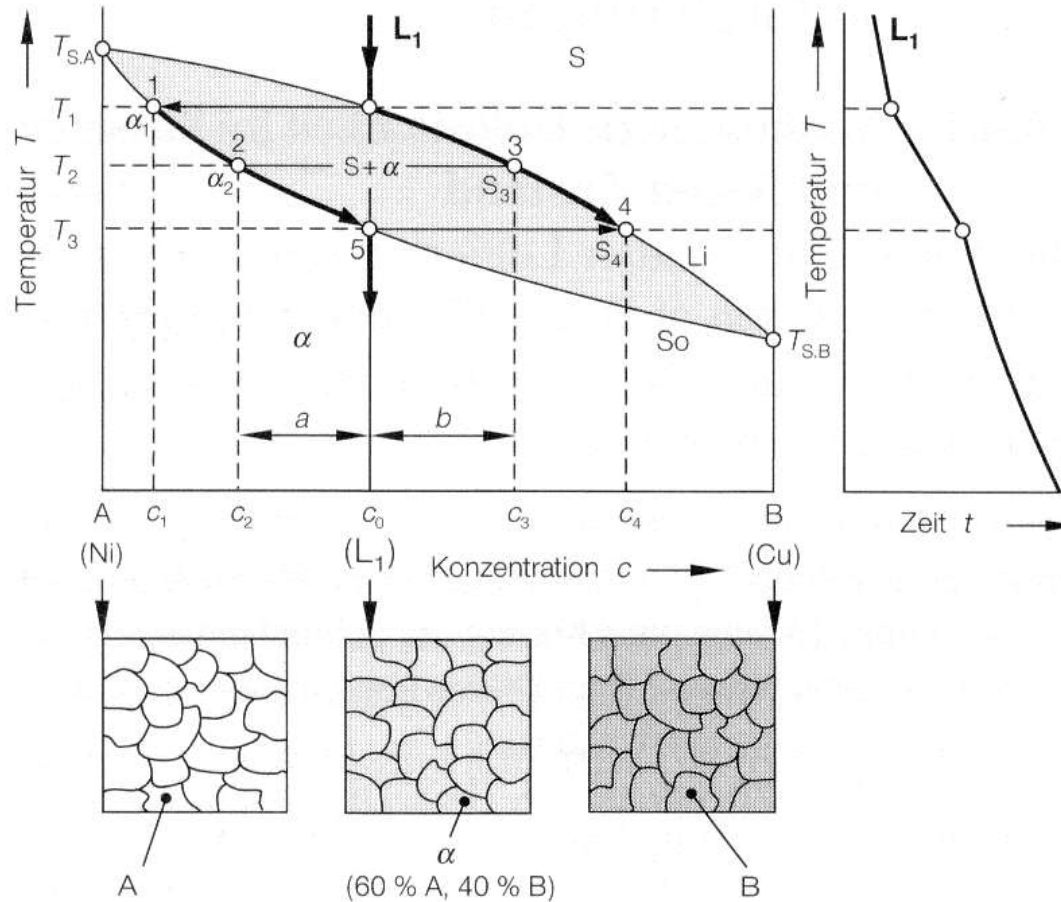 L₁
S
L₁
Temperatur T
T_S.A
T₁
T₂
T₃
1
α₁
2
α₂
S + α
3
S₃
4
S₄
5
Li
So
T_S.B
α
a
b
Temperatur T
A
c₁
c₂
c₀
c₃
c₄
B
Zeit t
(Ni)
(L₁)
Konzentration c
(Cu)
A
α
(60 % A, 40 % B)
B